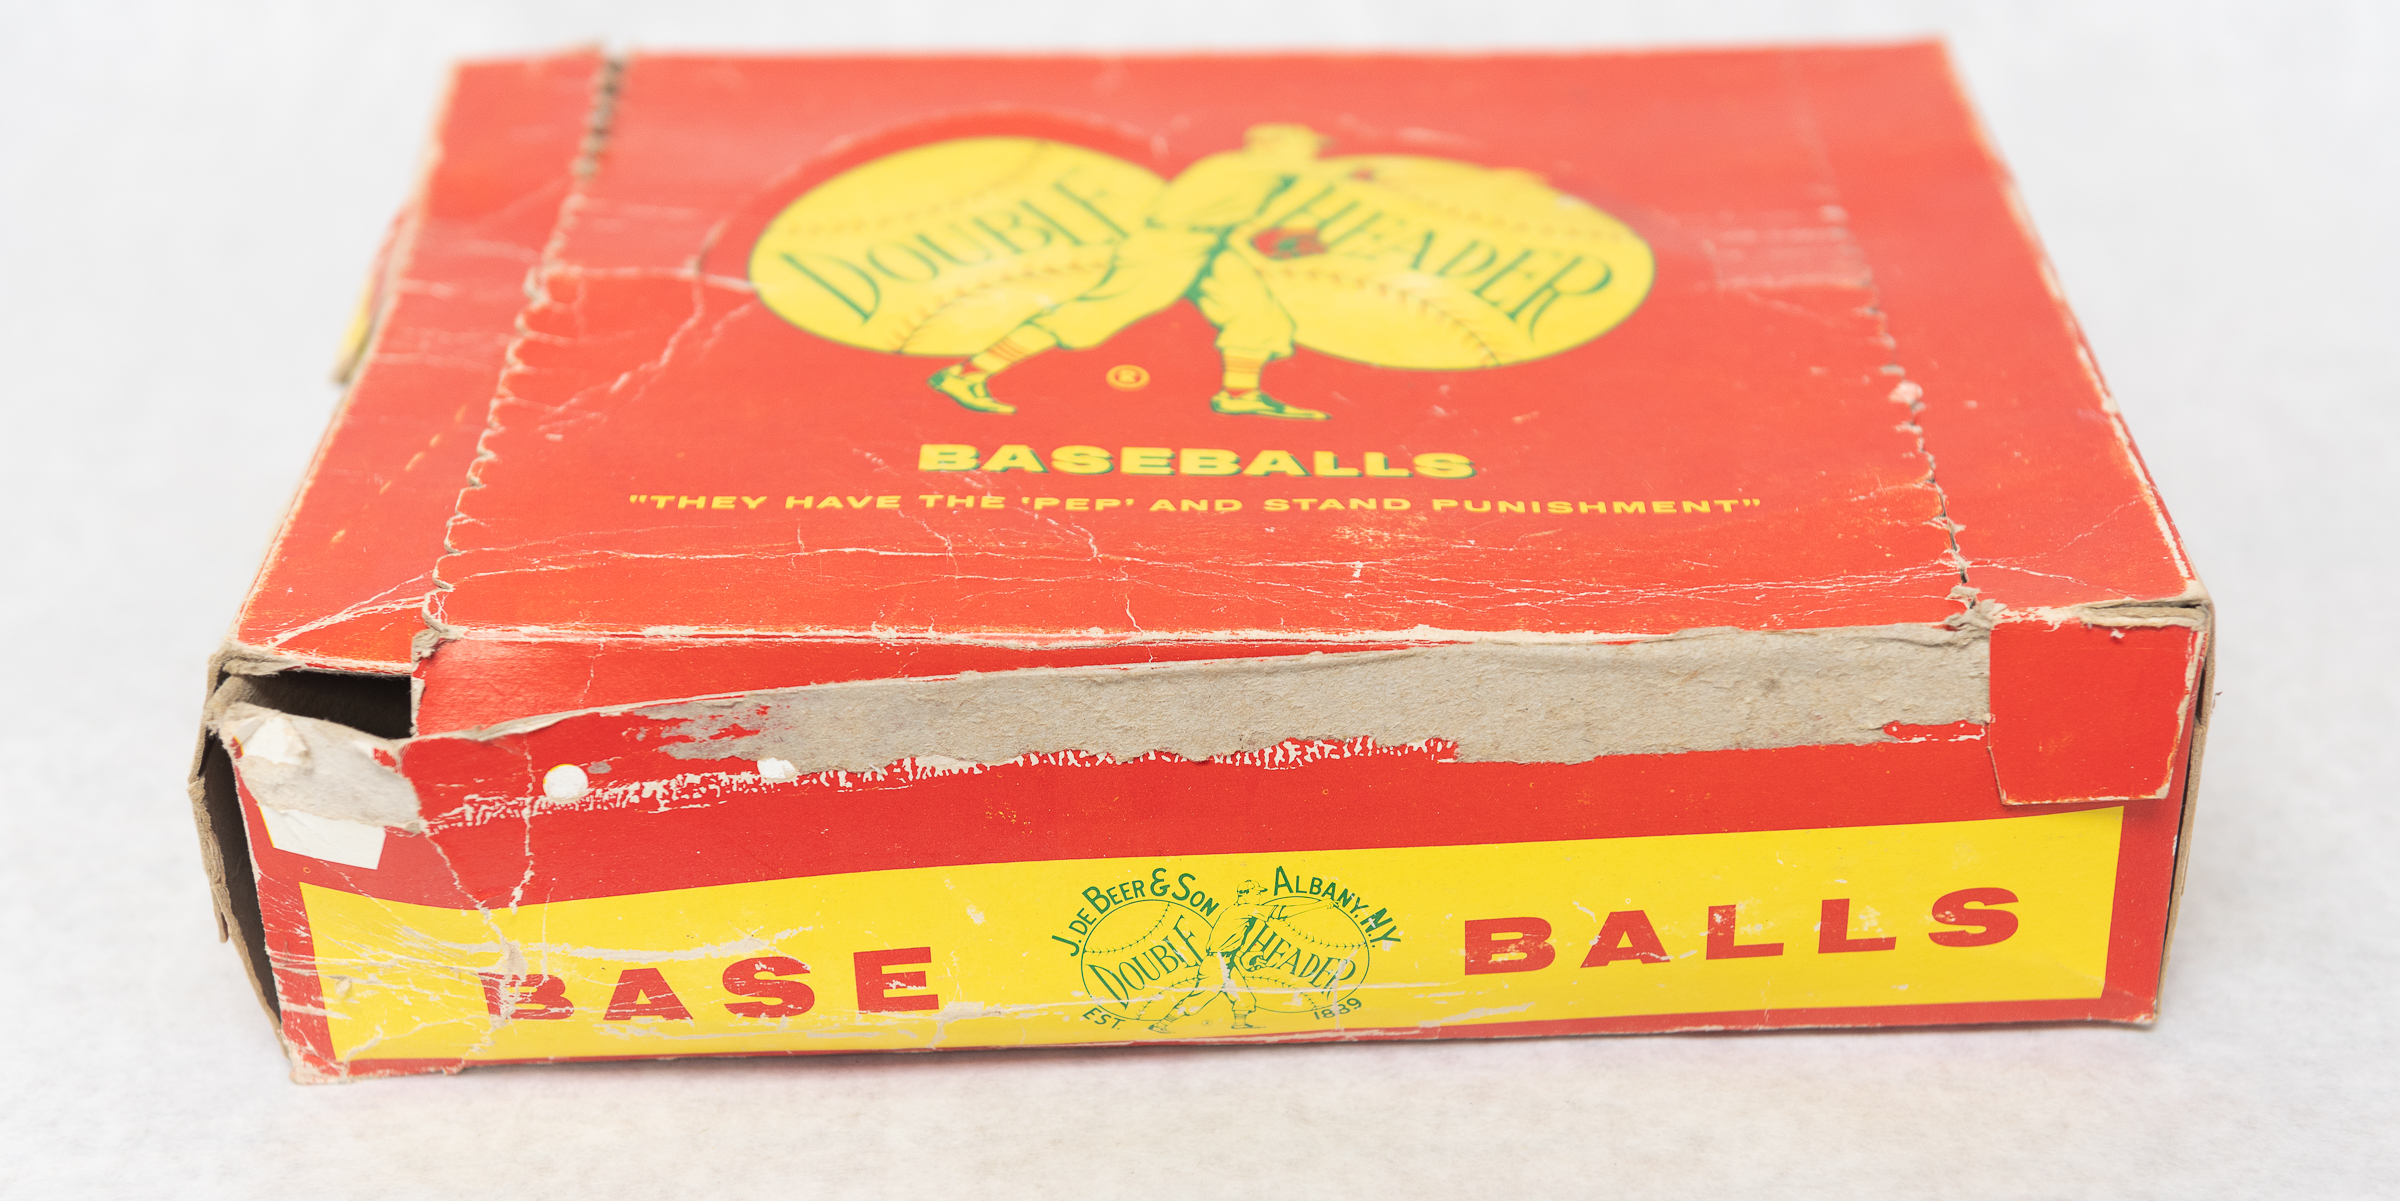 DOUBLE HEADER
®
BASEBALLS
"THEY HAVE THE 'PEP' AND STAND PUNISHMENT"
BASE
J. DE BEER & SON ALBANY, N.Y.
DOUBLE HEADER
EST. 1889
BALLS